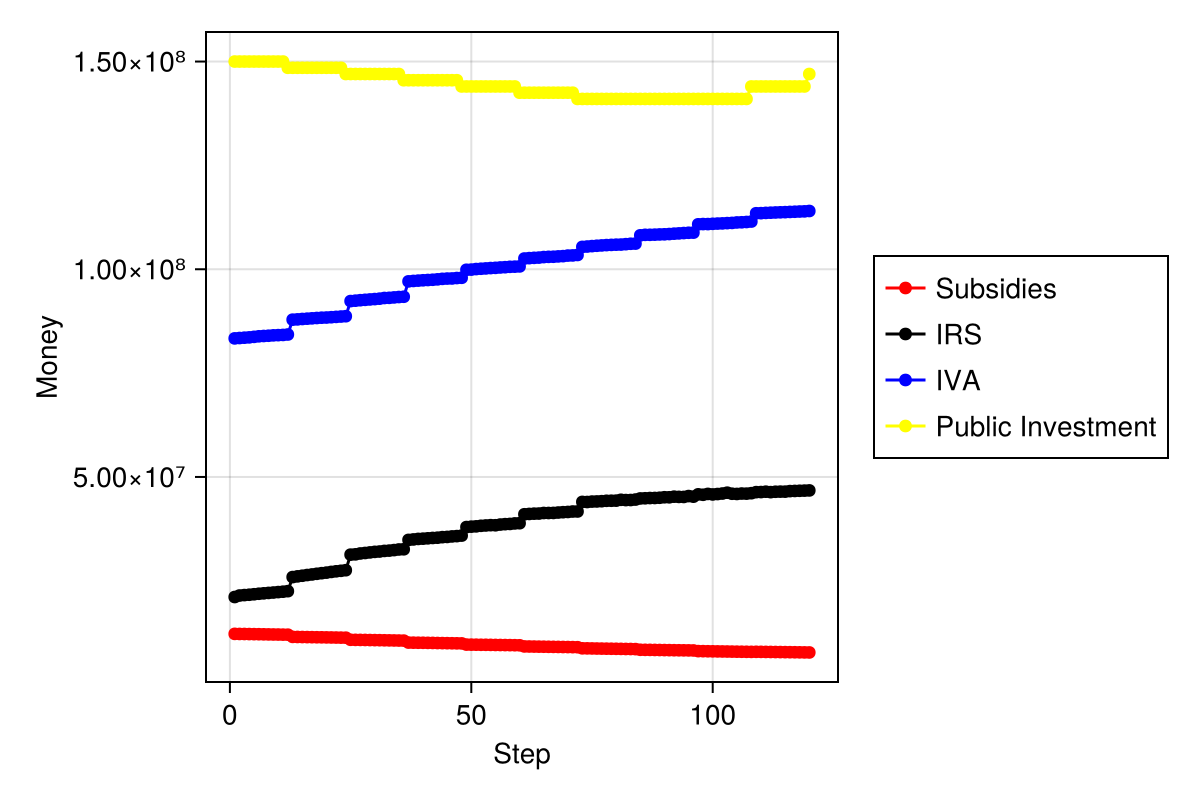 1.50×10⁸
1.00×10⁸
5.00×10⁷
Money
0
50
100
Step
Subsidies
IRS
IVA
Public Investment